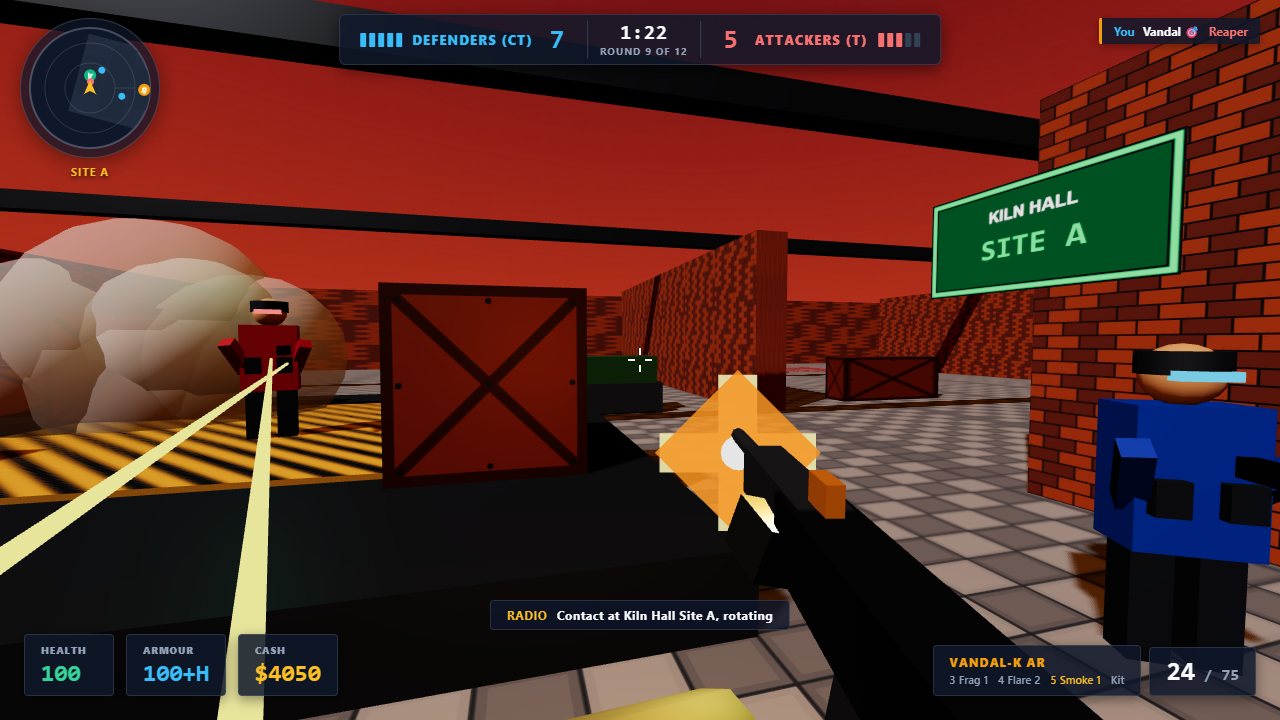 DEFENDERS (CT) 7
1:22
ROUND 9 OF 12
5 ATTACKERS (T)
You Vandal Reaper
A
B
SITE A
KILN HALL
SITE A
RADIO Contact at Kiln Hall Site A, rotating
HEALTH
100
ARMOUR
100+H
CASH
$4050
VANDAL-K AR
3 Frag 1 4 Flare 2 5 Smoke 1 Kit
24 / 75